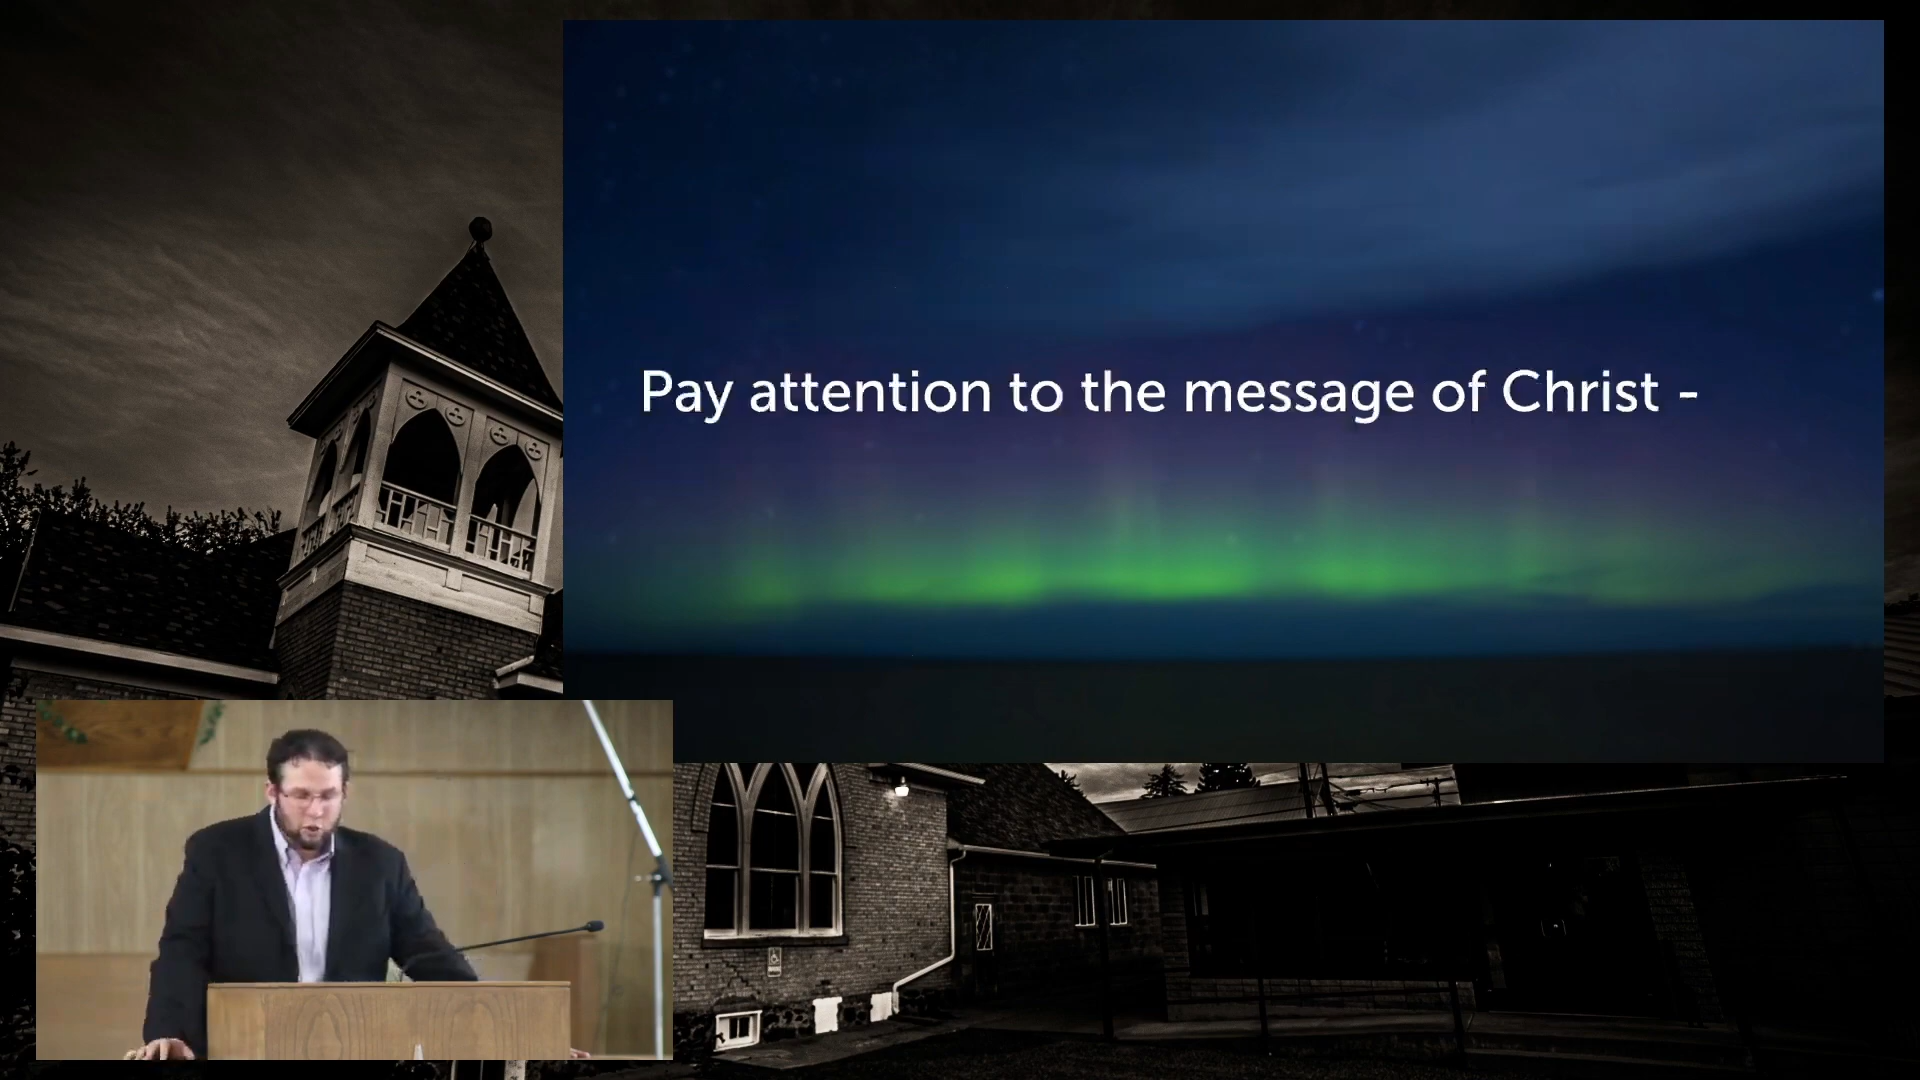 Pay attention to the message of Christ -